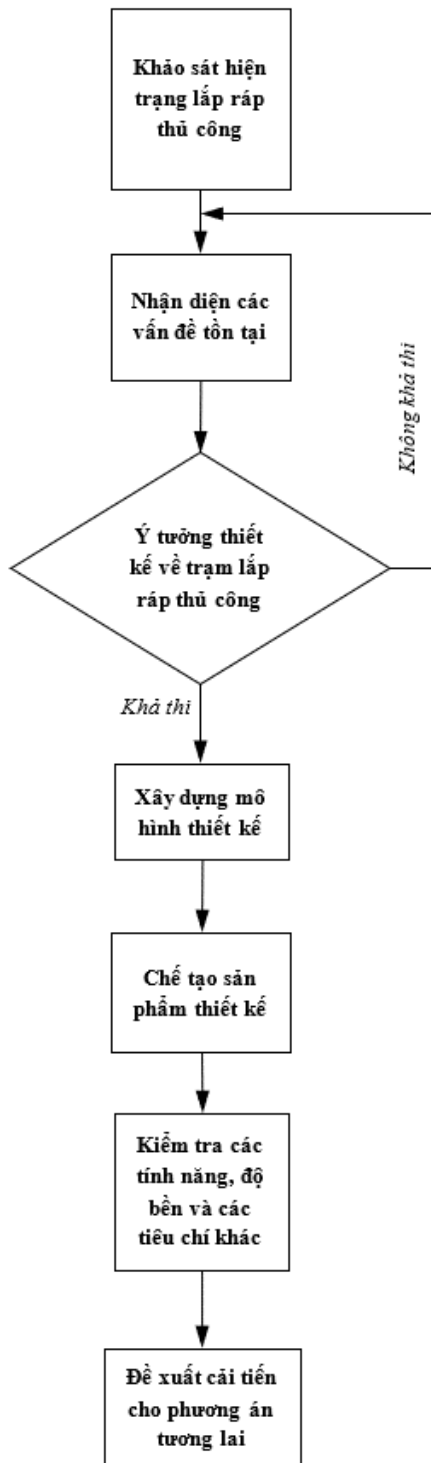 Khảo sát hiện
trạng lắp ráp
thủ công
Nhận diện các
vấn đề tồn tại
Không khả thi
Ý tưởng thiết
kế về trạm lắp
ráp thủ công
Khả thi
Xây dựng mô
hình thiết kế
Chế tạo sản
phẩm thiết kế
Kiểm tra các
tính năng, độ
bền và các
tiêu chí khác
Đề xuất cải tiến
cho phương án
tương lai